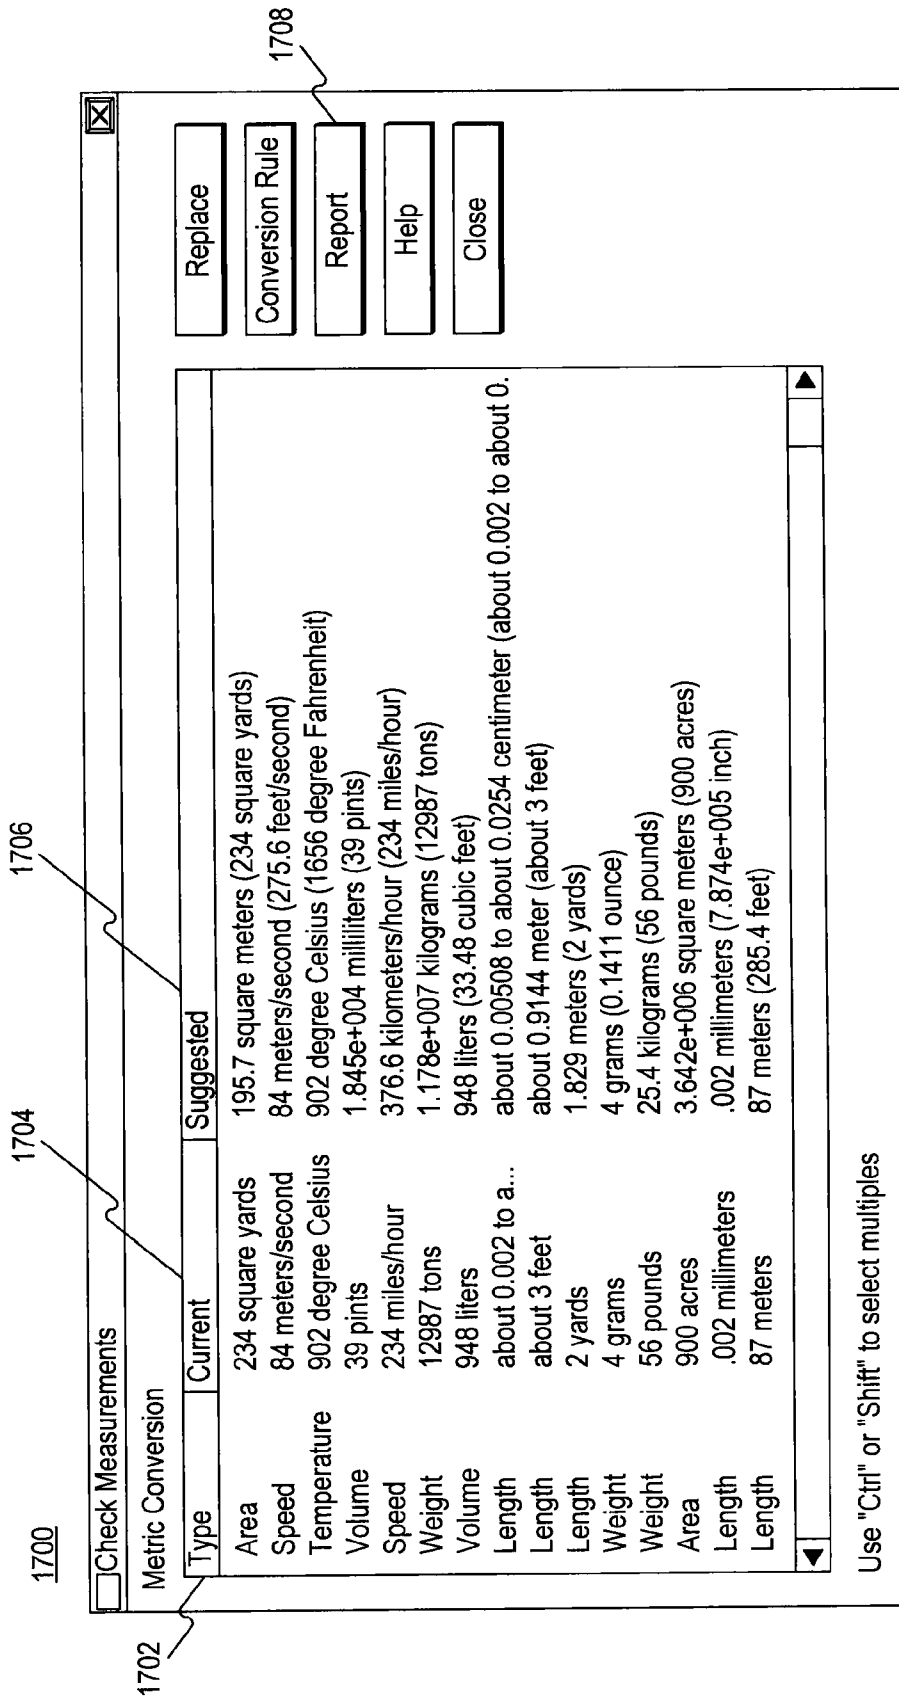 1700
1702
1704
1706
1708
Check Measurements
Metric Conversion
Type Current Suggested
Area 234 square yards 195.7 square meters (234 square yards)
Speed 84 meters/second 84 meters/second (275.6 feet/second)
Temperature 902 degree Celsius 902 degree Celsius (1656 degree Fahrenheit)
Volume 39 pints 1.845e+004 milliliters (39 pints)
Speed 234 miles/hour 376.6 kilometers/hour (234 miles/hour)
Weight 12987 tons 1.178e+007 kilograms (12987 tons)
Volume 948 liters 948 liters (33.48 cubic feet)
Length about 0.002 to a... about 0.00508 to about 0.0254 centimeter (about 0.002 to about 0.
Length about 3 feet about 0.9144 meter (about 3 feet)
Length 2 yards 1.829 meters (2 yards)
Weight 4 grams 4 grams (0.1411 ounce)
Weight 56 pounds 25.4 kilograms (56 pounds)
Area 900 acres 3.642e+006 square meters (900 acres)
Length .002 millimeters .002 millimeters (7.874e+005 inch)
Length 87 meters 87 meters (285.4 feet)
Replace
Conversion Rule
Report
Help
Close
Use "Ctrl" or "Shift" to select multiples